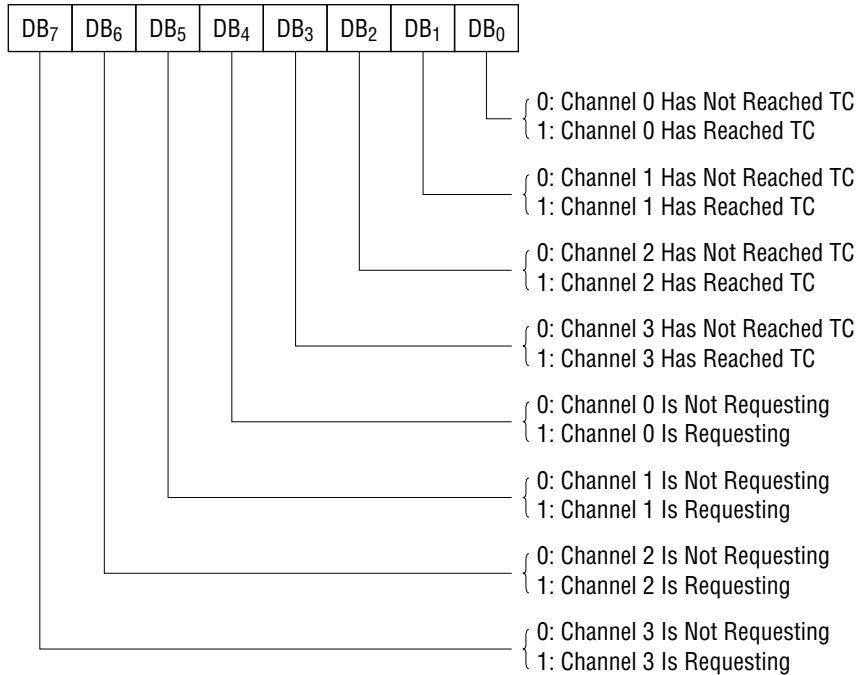 DB₇ DB₆ DB₅ DB₄ DB₃ DB₂ DB₁ DB₀
0: Channel 0 Has Not Reached TC
1: Channel 0 Has Reached TC
0: Channel 1 Has Not Reached TC
1: Channel 1 Has Reached TC
0: Channel 2 Has Not Reached TC
1: Channel 2 Has Reached TC
0: Channel 3 Has Not Reached TC
1: Channel 3 Has Reached TC
0: Channel 0 Is Not Requesting
1: Channel 0 Is Requesting
0: Channel 1 Is Not Requesting
1: Channel 1 Is Requesting
0: Channel 2 Is Not Requesting
1: Channel 2 Is Requesting
0: Channel 3 Is Not Requesting
1: Channel 3 Is Requesting